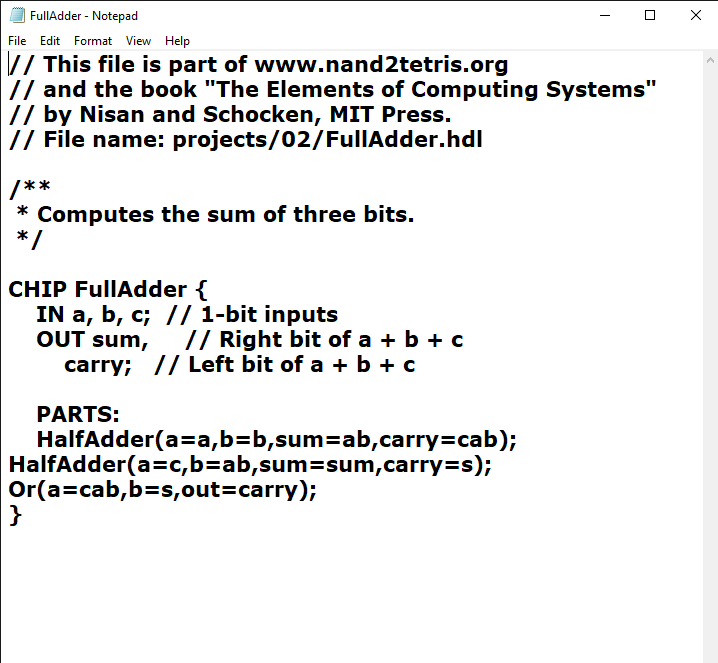 FullAdder - Notepad
File Edit Format View Help
// This file is part of www.nand2tetris.org
// and the book "The Elements of Computing Systems"
// by Nisan and Schocken, MIT Press.
// File name: projects/02/FullAdder.hdl
/**
* Computes the sum of three bits.
*/
CHIP FullAdder {
IN a, b, c; // 1-bit inputs
OUT sum, // Right bit of a + b + c
carry; // Left bit of a + b + c
PARTS:
HalfAdder(a=a,b=b,sum=ab,carry=cab);
HalfAdder(a=c,b=ab,sum=sum,carry=s);
Or(a=cab,b=s,out=carry);
}